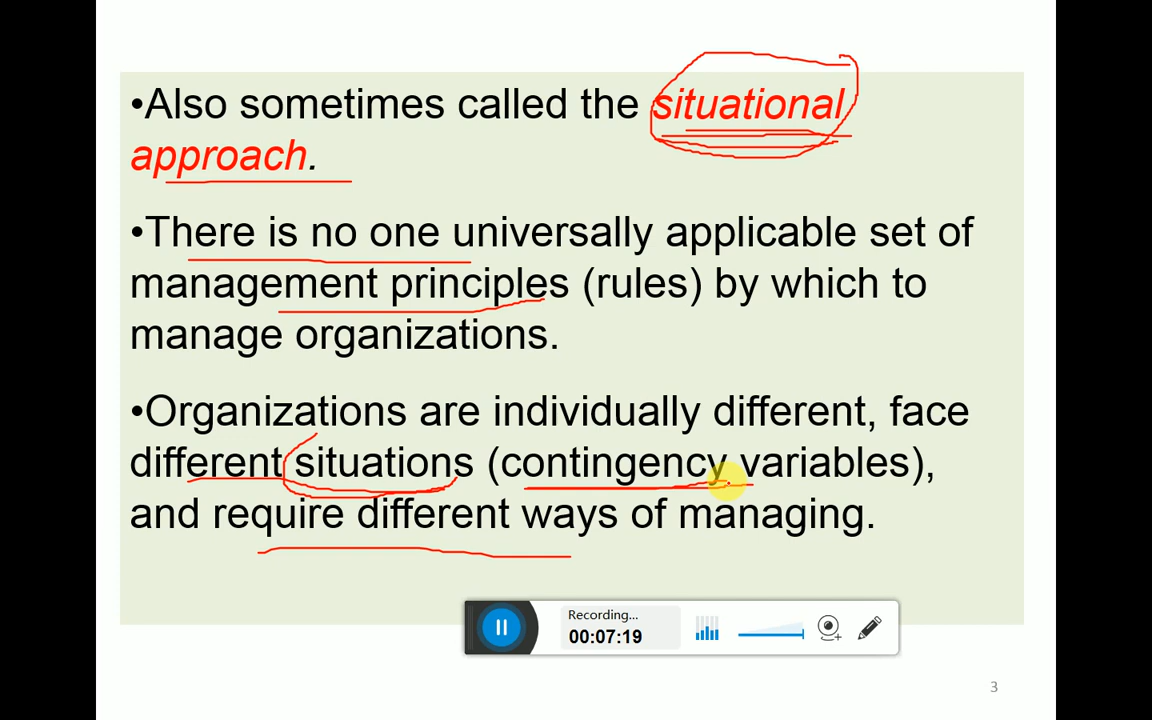 •Also sometimes called the situational
approach.
•There is no one universally applicable set of
management principles (rules) by which to
manage organizations.
•Organizations are individually different, face
different situations (contingency variables),
and require different ways of managing.
Recording...
00:07:19
3